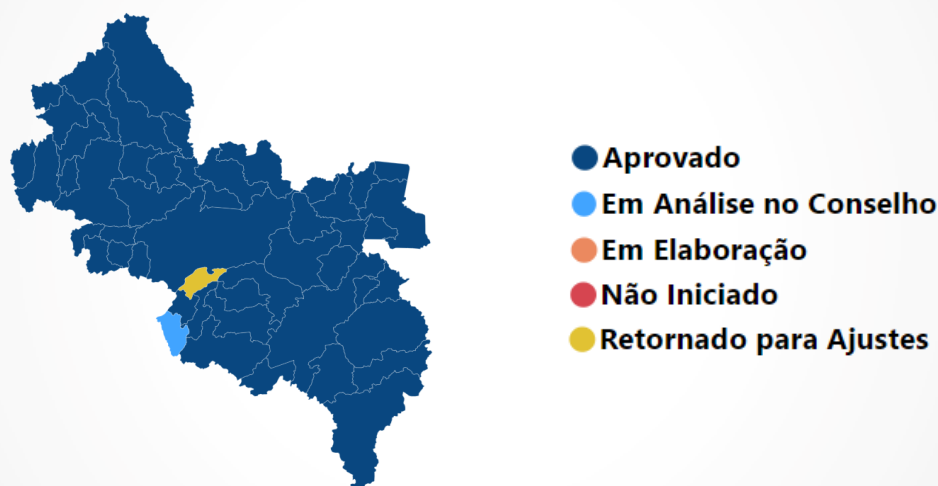 Aprovado
Em Análise no Conselho
Em Elaboração
Não Iniciado
Retornado para Ajustes